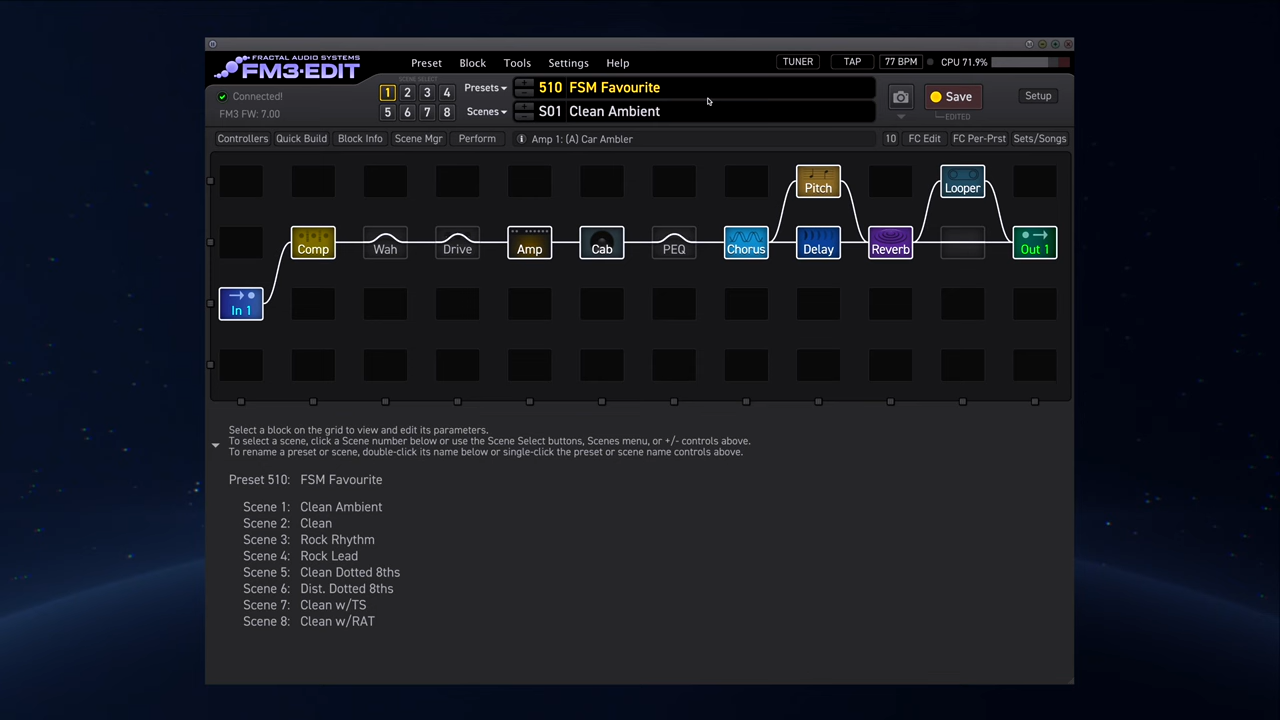 FRACTAL AUDIO SYSTEMS
FM3-EDIT
Preset Block Tools Settings Help
TUNER TAP 77 BPM CPU 71.9%
SCENE SELECT
1 2 3 4
5 6 7 8
Connected!
FM3 FW: 7.00
Presets 510 FSM Favourite
Scenes S01 Clean Ambient
Save
EDITED
Setup
Controllers Quick Build Block Info Scene Mgr Perform Amp 1: (A) Car Ambler 10 FC Edit FC Per-Prst Sets/Songs
Pitch Looper
Comp Wah Drive Amp Cab PEQ Chorus Delay Reverb Out 1
In 1
Select a block on the grid to view and edit its parameters.
To select a scene, click a Scene number below or use the Scene Select buttons, Scenes menu, or +/- controls above.
To rename a preset or scene, double-click its name below or single-click the preset or scene name controls above.
Preset 510: FSM Favourite
Scene 1: Clean Ambient
Scene 2: Clean
Scene 3: Rock Rhythm
Scene 4: Rock Lead
Scene 5: Clean Dotted 8ths
Scene 6: Dist. Dotted 8ths
Scene 7: Clean w/TS
Scene 8: Clean w/RAT